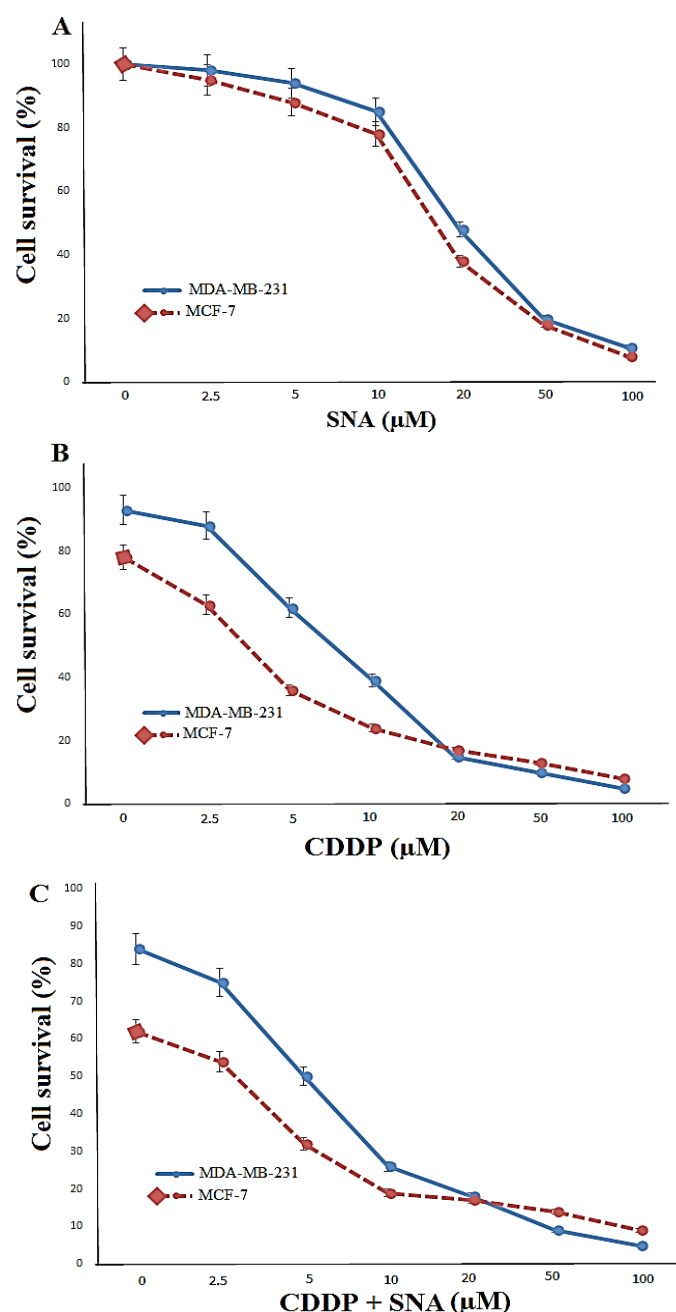 A
Cell survival (%)
100
80
60
40
20
0
MDA-MB-231
MCF-7
0 2.5 5 10 20 50 100
SNA (μM)
B
Cell survival (%)
100
80
60
40
20
0
MDA-MB-231
MCF-7
0 2.5 5 10 20 50 100
CDDP (μM)
C
Cell survival (%)
100
90
80
70
60
50
40
30
20
10
0
MDA-MB-231
MCF-7
0 2.5 5 10 20 50 100
CDDP + SNA (μM)